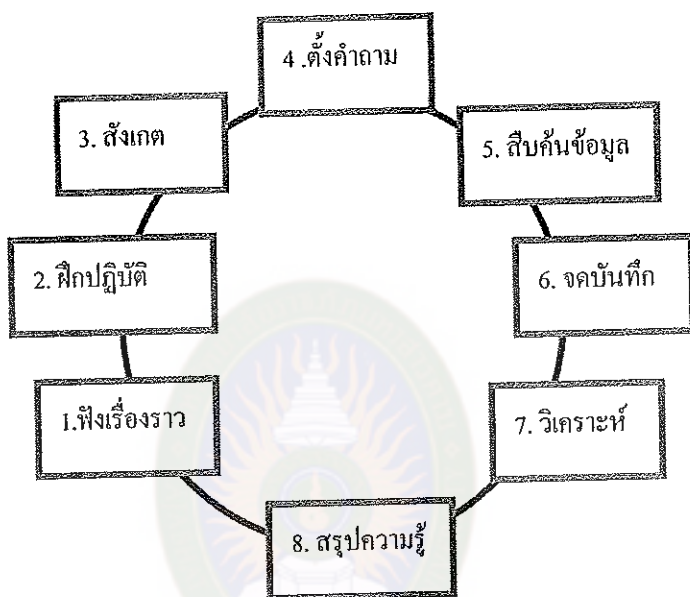 4 .ตั้งคำถาม
3. สังเกต
5. สืบค้นข้อมูล
2. ฝึกปฏิบัติ
6. จดบันทึก
1.ฟังเรื่องราว
7. วิเคราะห์
8. สรุปความรู้